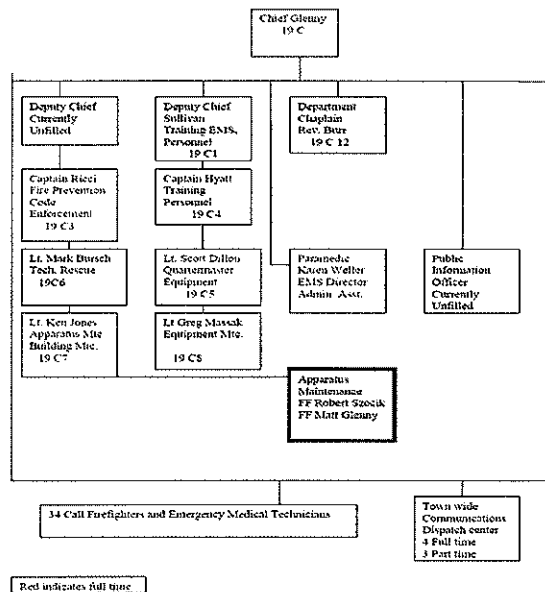 Chief Glenny
19 C
Deputy Chief
Currently
Unfilled
Deputy Chief
Sullivan
Training EMS,
Personnel
19 C1
Department
Chaplain
Rev. Burr
19 C 12
Captain Ricci
Fire Prevention
Code
Enforcement
19 C3
Captain Hyatt
Training
Personnel
19 C4
Lt. Mark Bursch
Tech. Rescue
19C6
Lt. Scott Dillon
Quartermaster
Equipment
19 C5
Paramedic
Karen Weller
EMS Director
Admin. Asst.
Public
Information
Officer
Currently
Unfilled
Lt. Ken Jones
Apparatus Mtc
Building Mtc.
19 C7
Lt Greg Massak
Equipment Mtc.
19 C8
Apparatus
Maintenance
FF Robert Szocik
FF Matt Glenny
34 Call Firefighters and Emergency Medical Technicians
Town wide
Communications
Dispatch center
4 Full time
3 Part time
Red indicates full time